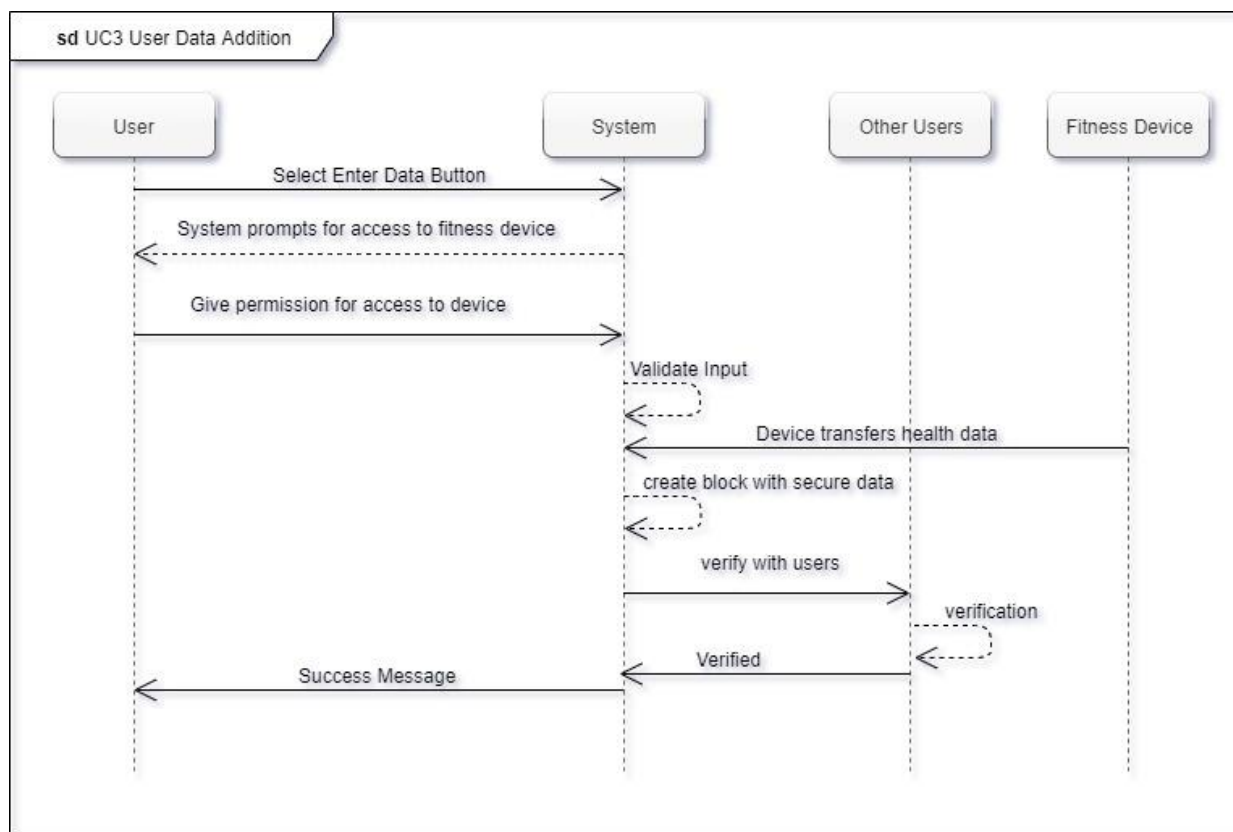 sd UC3 User Data Addition
User
System
Other Users
Fitness Device
Select Enter Data Button
System prompts for access to fitness device
Give permission for access to device
Validate Input
Device transfers health data
create block with secure data
verify with users
verification
Verified
Success Message